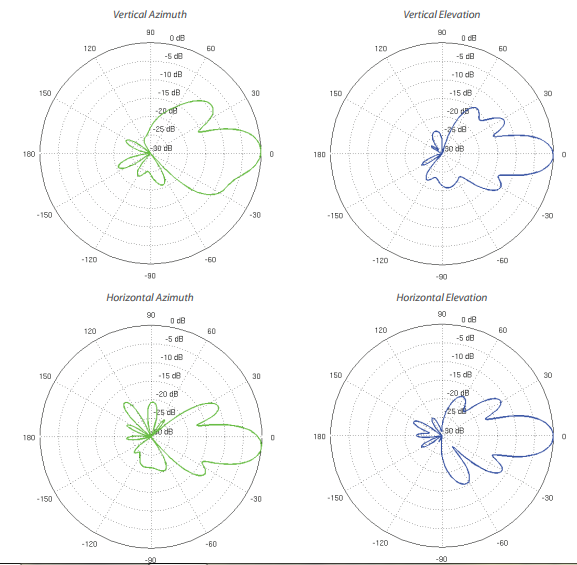 Vertical Azimuth
Vertical Elevation
90
0 dB
90
0 dB
120
60
120
60
-5 dB
-5 dB
-10 dB
-10 dB
150
30
150
30
-15 dB
-15 dB
-20 dB
-20 dB
-25 dB
-25 dB
-30 dB
-30 dB
180
0
180
0
-150
-30
-150
-30
-120
-60
-120
-60
-90
-90
Horizontal Azimuth
Horizontal Elevation
90
0 dB
90
0 dB
120
60
120
60
-5 dB
-5 dB
-10 dB
-10 dB
150
30
150
30
-15 dB
-15 dB
-20 dB
-20 dB
-25 dB
-25 dB
-30 dB
-30 dB
180
0
180
0
-150
-30
-150
-30
-120
-60
-120
-60
-90
-90